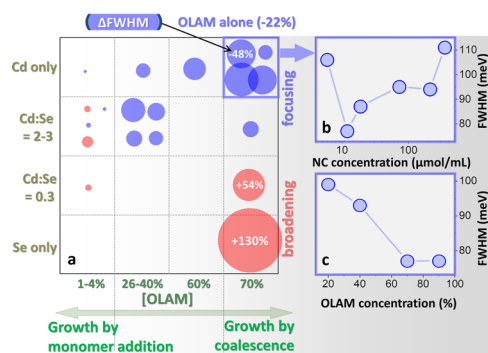 ΔFWHM
OLAM alone (-22%)
Cd only
Cd:Se
= 2-3
Cd:Se
= 0.3
Se only
-48%
+54%
+130%
a
focusing
broadening
1-4%
26-40%
60%
70%
[OLAM]
Growth by
monomer addition
Growth by
coalescence
b
110
100
90
80
FWHM (meV)
10
100
NC concentration (μmol/mL)
c
100
90
80
FWHM (meV)
20
40
60
80
100
OLAM concentration (%)